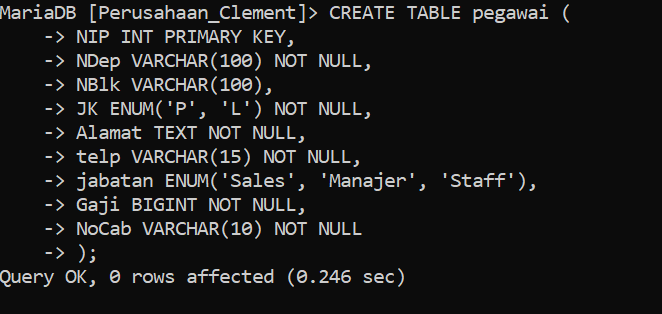 MariaDB [Perusahaan_Clement]> CREATE TABLE pegawai (
    -> NIP INT PRIMARY KEY,
    -> NDep VARCHAR(100) NOT NULL,
    -> NBlk VARCHAR(100),
    -> JK ENUM('P', 'L') NOT NULL,
    -> Alamat TEXT NOT NULL,
    -> telp VARCHAR(15) NOT NULL,
    -> jabatan ENUM('Sales', 'Manajer', 'Staff'),
    -> Gaji BIGINT NOT NULL,
    -> NoCab VARCHAR(10) NOT NULL
    -> );
Query OK, 0 rows affected (0.246 sec)